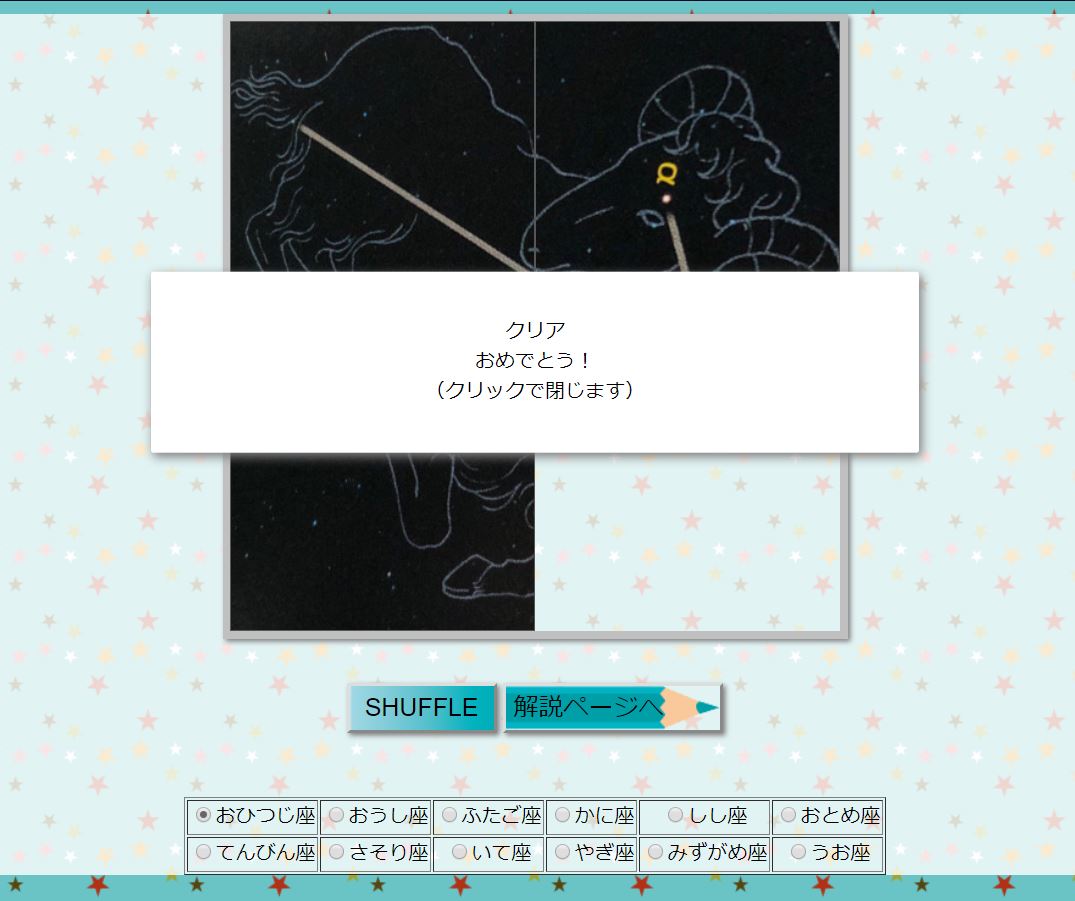 α
クリア
おめでとう！
（クリックで閉じます）
SHUFFLE 解説ページへ
おひつじ座 おうし座 ふたご座 かに座 しし座 おとめ座
てんびん座 さそり座 いて座 やぎ座 みずがめ座 うお座